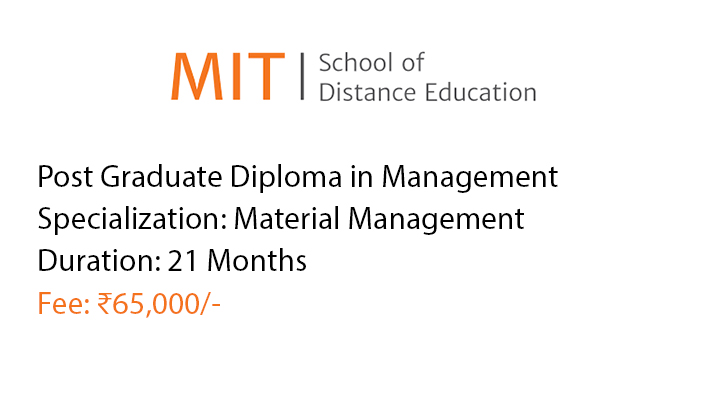 MIT | School of
Distance Education
Post Graduate Diploma in Management
Specialization: Material Management
Duration: 21 Months
Fee: ₹65,000/-